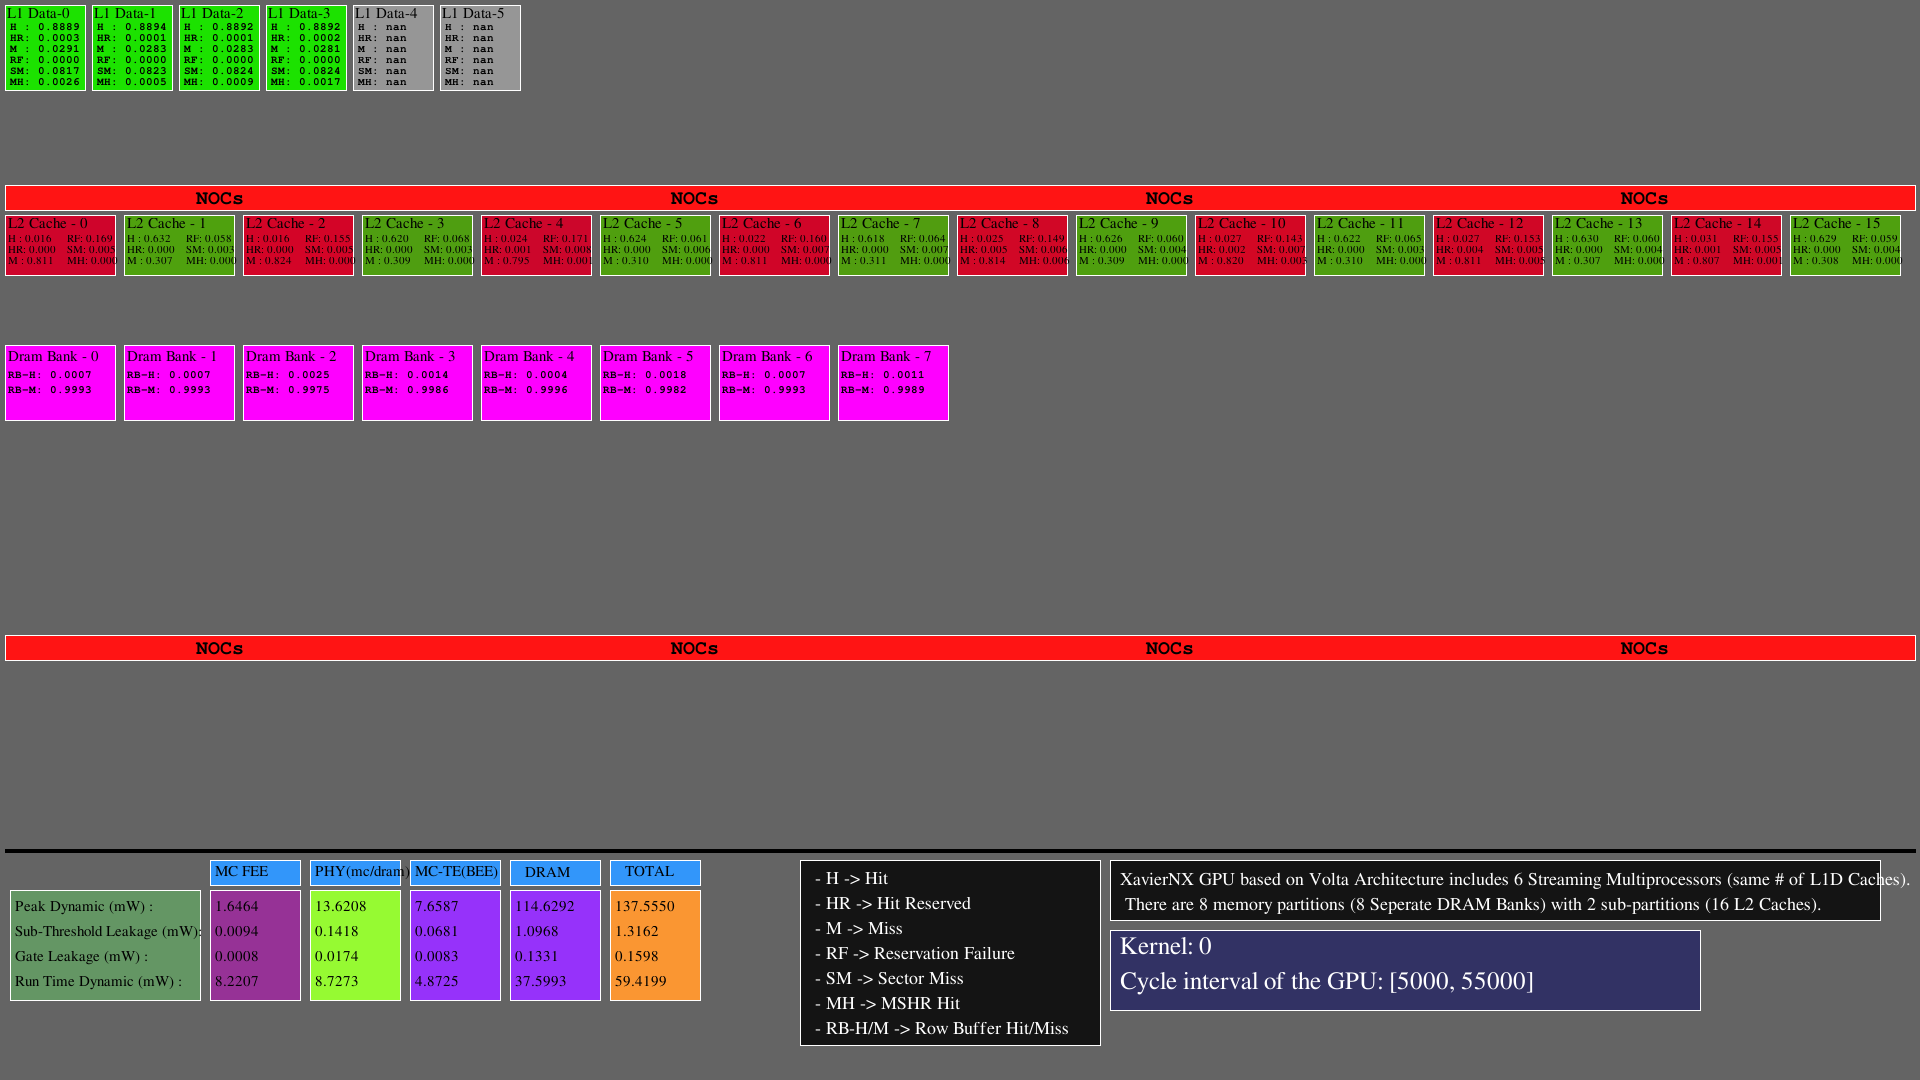 L1 Data-0 L1 Data-1 L1 Data-2 L1 Data-3 L1 Data-4 L1 Data-5
H : 0.8889 H : 0.8894 H : 0.8892 H : 0.8892 H : nan H : nan
HR: 0.0003 HR: 0.0001 HR: 0.0001 HR: 0.0002 HR: nan HR: nan
M : 0.0291 M : 0.0283 M : 0.0283 M : 0.0281 M : nan M : nan
RF: 0.0000 RF: 0.0000 RF: 0.0000 RF: 0.0000 RF: nan RF: nan
SM: 0.0817 SM: 0.0823 SM: 0.0824 SM: 0.0824 SM: nan SM: nan
MH: 0.0026 MH: 0.0005 MH: 0.0009 MH: 0.0017 MH: nan MH: nan
NOCs NOCs NOCs NOCs
L2 Cache - 0 L2 Cache - 1 L2 Cache - 2 L2 Cache - 3 L2 Cache - 4 L2 Cache - 5 L2 Cache - 6 L2 Cache - 7 L2 Cache - 8 L2 Cache - 9 L2 Cache - 10 L2 Cache - 11 L2 Cache - 12 L2 Cache - 13 L2 Cache - 14 L2 Cache - 15
H : 0.016 RF: 0.169 H : 0.632 RF: 0.058 H : 0.016 RF: 0.155 H : 0.620 RF: 0.068 H : 0.024 RF: 0.171 H : 0.624 RF: 0.061 H : 0.022 RF: 0.160 H : 0.618 RF: 0.064 H : 0.025 RF: 0.149 H : 0.626 RF: 0.060 H : 0.027 RF: 0.143 H : 0.622 RF: 0.065 H : 0.027 RF: 0.153 H : 0.630 RF: 0.060 H : 0.031 RF: 0.155 H : 0.629 RF: 0.059
HR: 0.000 SM: 0.005 HR: 0.000 SM: 0.003 HR: 0.000 SM: 0.005 HR: 0.000 SM: 0.003 HR: 0.001 SM: 0.008 HR: 0.000 SM: 0.006 HR: 0.000 SM: 0.007 HR: 0.000 SM: 0.007 HR: 0.005 SM: 0.006 HR: 0.000 SM: 0.004 HR: 0.002 SM: 0.007 HR: 0.000 SM: 0.003 HR: 0.004 SM: 0.005 HR: 0.000 SM: 0.004 HR: 0.001 SM: 0.005 HR: 0.000 SM: 0.004
M : 0.811 MH: 0.000 M : 0.307 MH: 0.000 M : 0.824 MH: 0.000 M : 0.309 MH: 0.000 M : 0.795 MH: 0.001 M : 0.310 MH: 0.000 M : 0.811 MH: 0.000 M : 0.311 MH: 0.000 M : 0.814 MH: 0.006 M : 0.309 MH: 0.000 M : 0.820 MH: 0.003 M : 0.310 MH: 0.000 M : 0.811 MH: 0.005 M : 0.307 MH: 0.000 M : 0.807 MH: 0.001 M : 0.308 MH: 0.000
Dram Bank - 0 Dram Bank - 1 Dram Bank - 2 Dram Bank - 3 Dram Bank - 4 Dram Bank - 5 Dram Bank - 6 Dram Bank - 7
RB-H: 0.0007 RB-H: 0.0007 RB-H: 0.0025 RB-H: 0.0014 RB-H: 0.0004 RB-H: 0.0018 RB-H: 0.0007 RB-H: 0.0011
RB-M: 0.9993 RB-M: 0.9993 RB-M: 0.9975 RB-M: 0.9986 RB-M: 0.9996 RB-M: 0.9982 RB-M: 0.9993 RB-M: 0.9989
NOCs NOCs NOCs NOCs
MC FEE PHY(mc/dram) MC-TE(BEE) DRAM TOTAL
Peak Dynamic (mW) : 1.6464 13.6208 7.6587 114.6292 137.5550
Sub-Threshold Leakage (mW): 0.0094 0.1418 0.0681 1.0968 1.3162
Gate Leakage (mW) : 0.0008 0.0174 0.0083 0.1331 0.1598
Run Time Dynamic (mW) : 8.2207 8.7273 4.8725 37.5993 59.4199
- H -> Hit
- HR -> Hit Reserved
- M -> Miss
- RF -> Reservation Failure
- SM -> Sector Miss
- MH -> MSHR Hit
- RB-H/M -> Row Buffer Hit/Miss
XavierNX GPU based on Volta Architecture includes 6 Streaming Multiprocessors (same # of L1D Caches).
There are 8 memory partitions (8 Seperate DRAM Banks) with 2 sub-partitions (16 L2 Caches).
Kernel: 0
Cycle interval of the GPU: [5000, 55000]